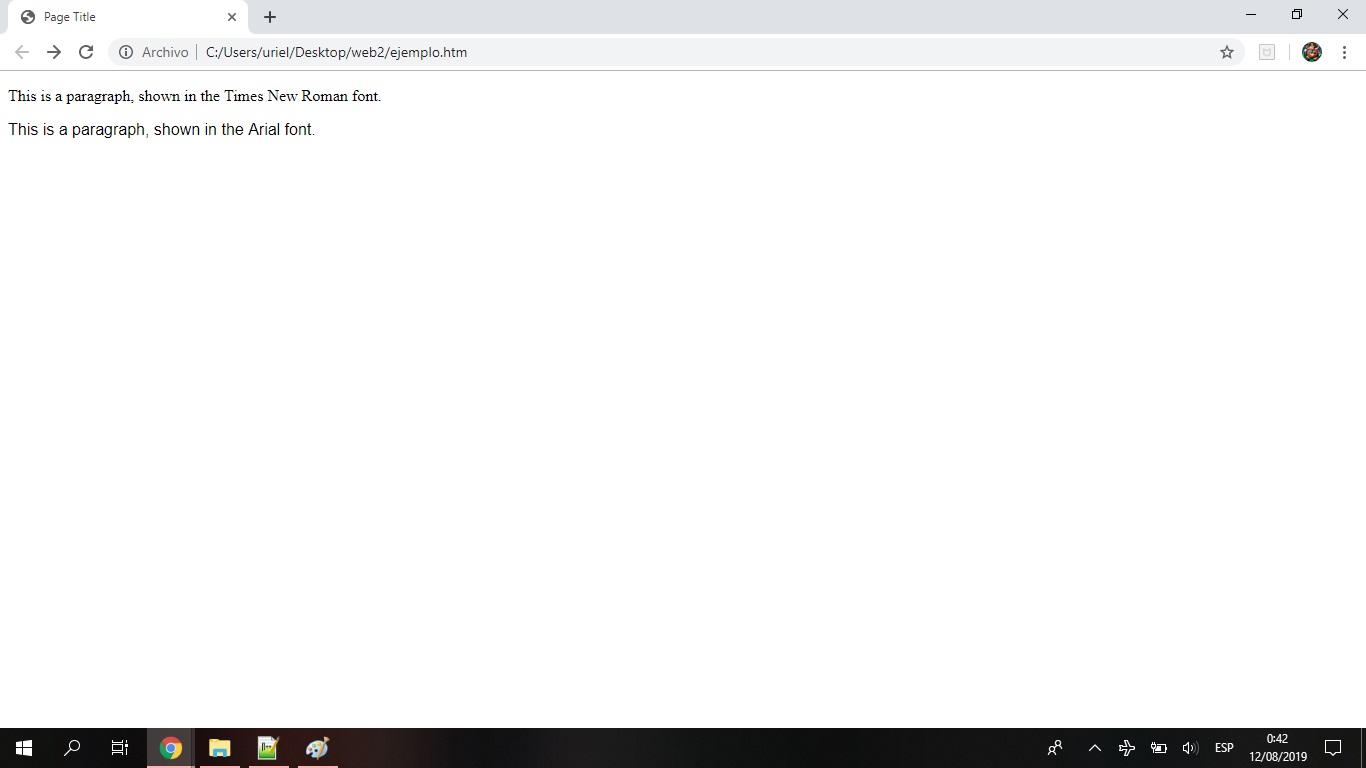 Page Title
Archivo C:/Users/uriel/Desktop/web2/ejemplo.htm
This is a paragraph, shown in the Times New Roman font.
This is a paragraph, shown in the Arial font.
ESP
0:42
12/08/2019